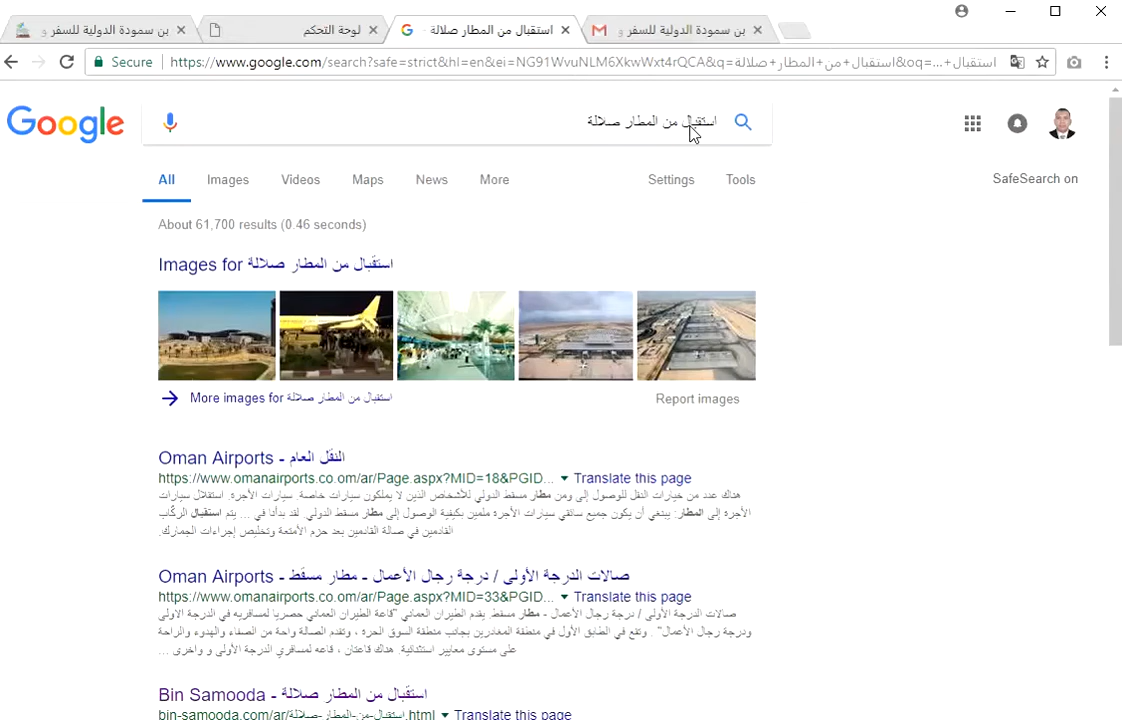 بن سمودة الدولية للسفر و
لوحة التحكم
استقبال من المطار صلالة -
بن سمودة الدولية للسفر و
Secure
https://www.google.com/search?safe=strict&hl=en&ei=NG91WvuNLM6XkwWxt4rQCA&q=استقبال+من+المطار+صلالة&oq=...استقبال+
Google
استقبال من المطار صلالة
All
Images
Videos
Maps
News
More
Settings
Tools
SafeSearch on
About 61,700 results (0.46 seconds)
Images for استقبال من المطار صلالة
More images for استقبال من المطار صلالة
Report images
Oman Airports - النقل العام
https://www.omanairports.co.om/ar/Page.aspx?MID=18&PGID... Translate this page
هناك عدد من خيارات النقل للوصول إلى ومن مطار مسقط الدولي للأشخاص الذين لا يملكون سيارات خاصة. سيارات الأجرة. استقلال سيارات
الأجرة إلى المطار: ينبغي أن يكون جميع سائقي سيارات الأجرة ملمين بكيفية الوصول إلى مطار مسقط الدولي. لقد بدأنا في ... يتم استقبال الركّاب
القادمين في صالة القادمين بعد حزم الأمتعة وتخليص إجراءات الجمارك.
Oman Airports - صالات الدرجة الأولى / درجة رجال الأعمال - مطار مسقط
https://www.omanairports.co.om/ar/Page.aspx?MID=33&PGID... Translate this page
صالات الدرجة الأولى / درجة رجال الأعمال - مطار مسقط. يقدم الطيران العماني "قاعة الطيران العماني حصريا لمسافريه في الدرجة الاولى
ودرجة رجال الأعمال" . وتقع في الطابق الأول في منطقة المغادرين بجانب منطقة السوق الحرة ، وتقدم الصالة واحة من الصفاء والهدوء والراحة
على مستوى معايير استثنائية. هناك قاعتان ، قاعه لمسافري الدرجة الأولى و واخرى ...
Bin Samooda - استقبال من المطار صلالة
bin-samooda.com/ar/استقبال-من-المطار-صلالة.html Translate this page